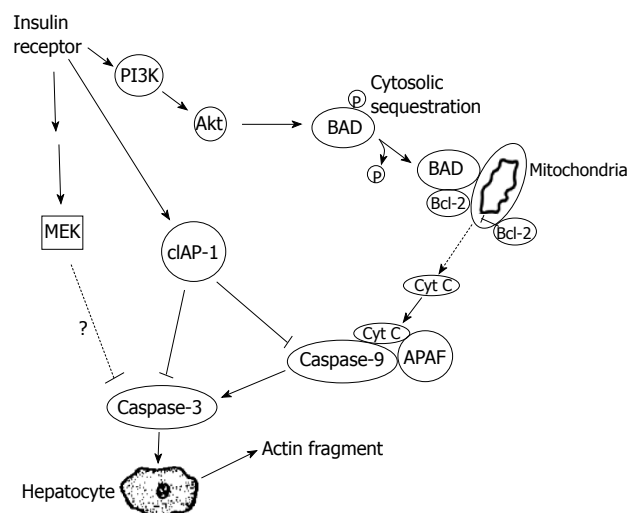 Insulin
receptor
PI3K
Akt
P
Cytosolic
sequestration
BAD
P
BAD
Bcl-2
Mitochondria
Bcl-2
MEK
cIAP-1
Cyt C
?
Cyt C
Caspase-9
APAF
Caspase-3
Actin fragment
Hepatocyte